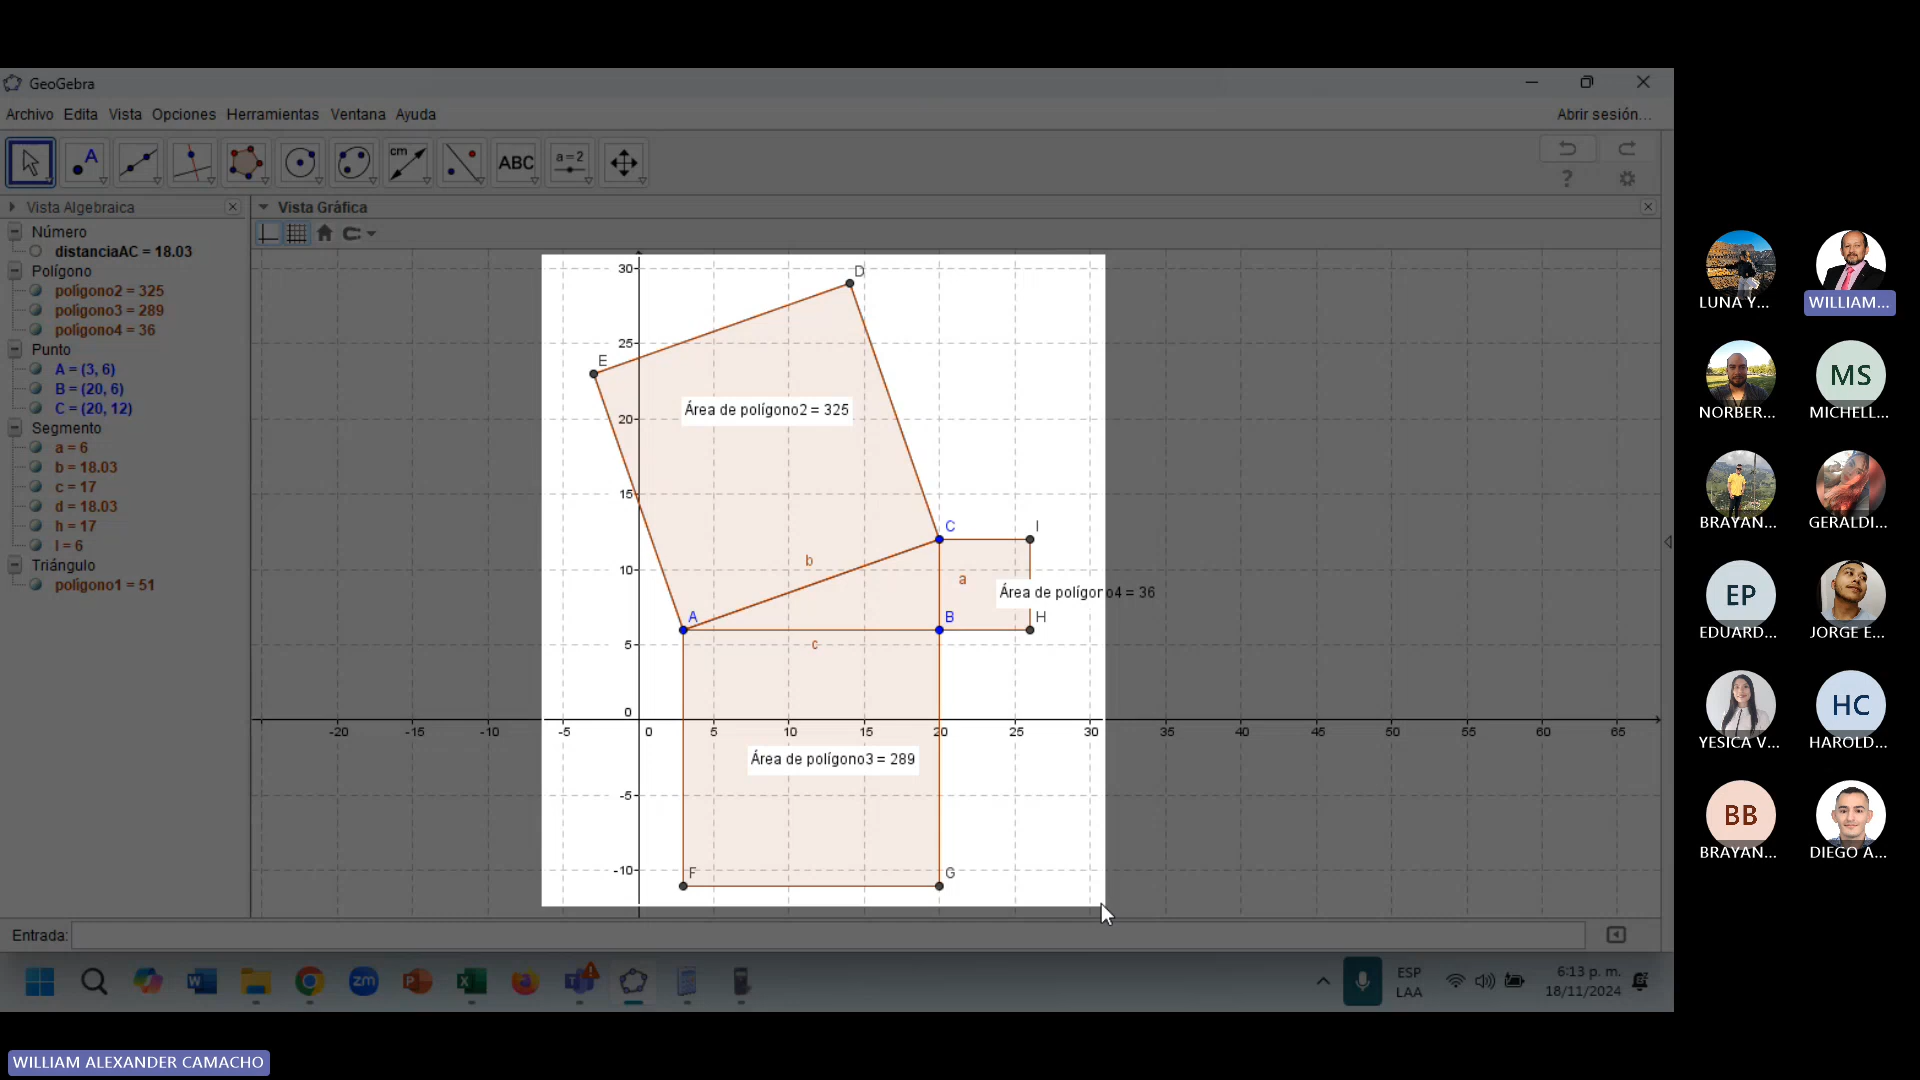 GeoGebra
Archivo Edita Vista Opciones Herramientas Ventana Ayuda
Abrir sesión...
A
cm
ABC
a = 2
?
Vista Algebraica
Número
distanciaAC = 18.03
Polígono
polígono2 = 325
polígono3 = 289
polígono4 = 36
Punto
A = (3, 6)
B = (20, 6)
C = (20, 12)
Segmento
a = 6
b = 18.03
c = 17
d = 18.03
h = 17
l = 6
Triángulo
polígono1 = 51
Vista Gráfica
30
25
20
15
10
5
0
-5
-10
-20 -15 -10 -5 0 5 10 15 20 25 30 35 40 45 50 55 60 65
D
E
Área de polígono2 = 325
C
I
b
a
Área de polígono4 = 36
A
B
H
c
Área de polígono3 = 289
F
G
Entrada:
W
zm
P
X
ESP
LAA
6:13 p. m.
18/11/2024
LUNA Y...
WILLIAM...
NORBER...
MS
MICHELL...
BRAYAN...
GERALDI...
EP
EDUARD...
JORGE E...
YESICA V...
HC
HAROLD...
BB
BRAYAN...
DIEGO A...
WILLIAM ALEXANDER CAMACHO